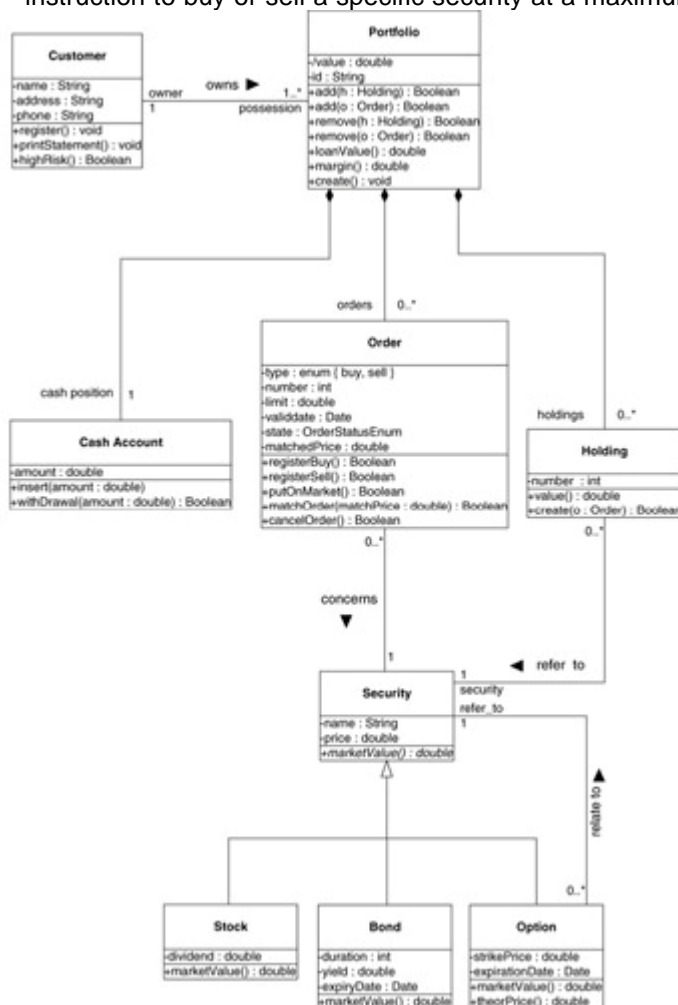 instruction to buy or sell a specific security at a maximum
Portfolio
-/value : double
-id : String
+add(h : Holding) : Boolean
+add(o : Order) : Boolean
+remove(h : Holding) : Boolean
+remove(o : Order) : Boolean
+loanValue() : double
+margin() : double
+create() : void
Customer
-name : String
-address : String
-phone : String
+register() : void
+printStatement() : void
+highRisk() : Boolean
owner owns ▶ 1..*
1 possession
orders 0..*
Order
-type : enum { buy, sell }
-number : int
-limit : double
-validdate : Date
-state : OrderStatusEnum
-matchedPrice : double
+registerBuy() : Boolean
+registerSell() : Boolean
+putOnMarket() : Boolean
+matchOrder(matchPrice : double) : Boolean
+cancelOrder() : Boolean
0..*
cash position 1
Cash Account
-amount : double
+insert(amount : double)
+withDrawal(amount : double) : Boolean
holdings 0..*
Holding
-number : int
+value() : double
+create(o : Order) : Boolean
0..*
concerns
▼
1
◀ refer to
1
security
refer_to
1
Security
-name : String
-price : double
+marketValue() : double
relate to ▶
0..*
Stock
-dividend : double
+marketValue() : double
Bond
-duration : int
-yield : double
-expiryDate : Date
+marketValue() : double
Option
-strikePrice : double
-expirationDate : Date
+marketValue() : double
+theorPrice() : double